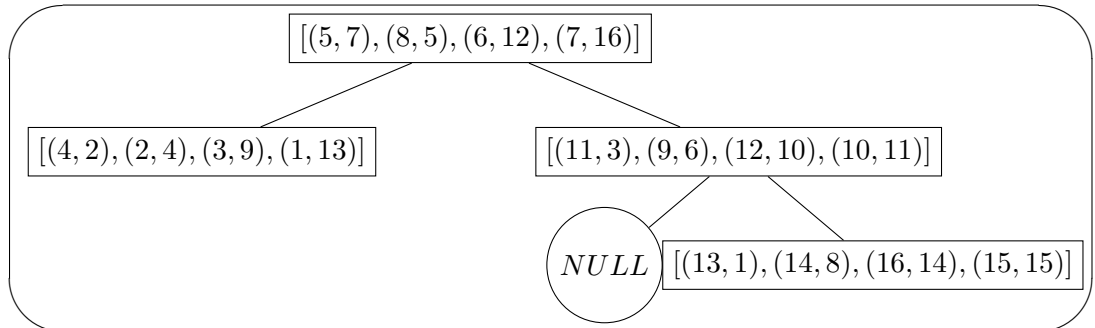 [(5, 7), (8, 5), (6, 12), (7, 16)]
[(4, 2), (2, 4), (3, 9), (1, 13)]
[(11, 3), (9, 6), (12, 10), (10, 11)]
NULL
[(13, 1), (14, 8), (16, 14), (15, 15)]